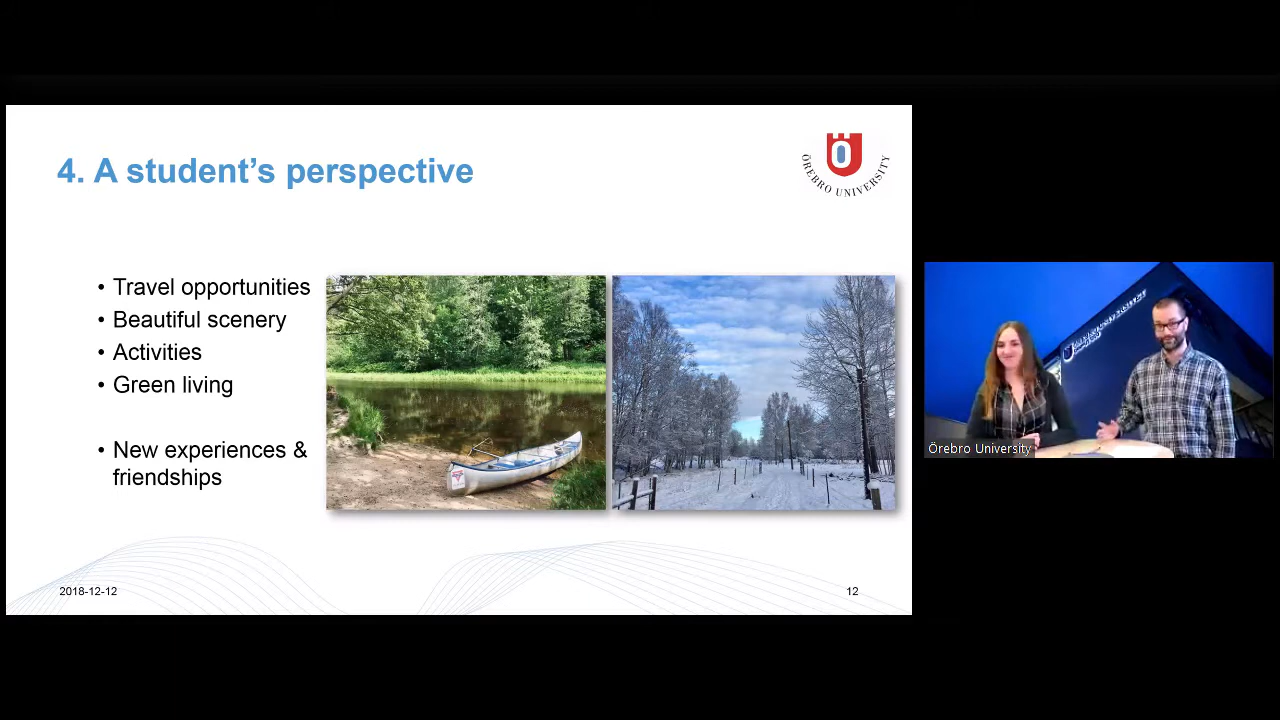 4. A student’s perspective
ÖREBRO UNIVERSITY
• Travel opportunities
• Beautiful scenery
• Activities
• Green living
• New experiences &
friendships
2018-12-12
12
Örebro University